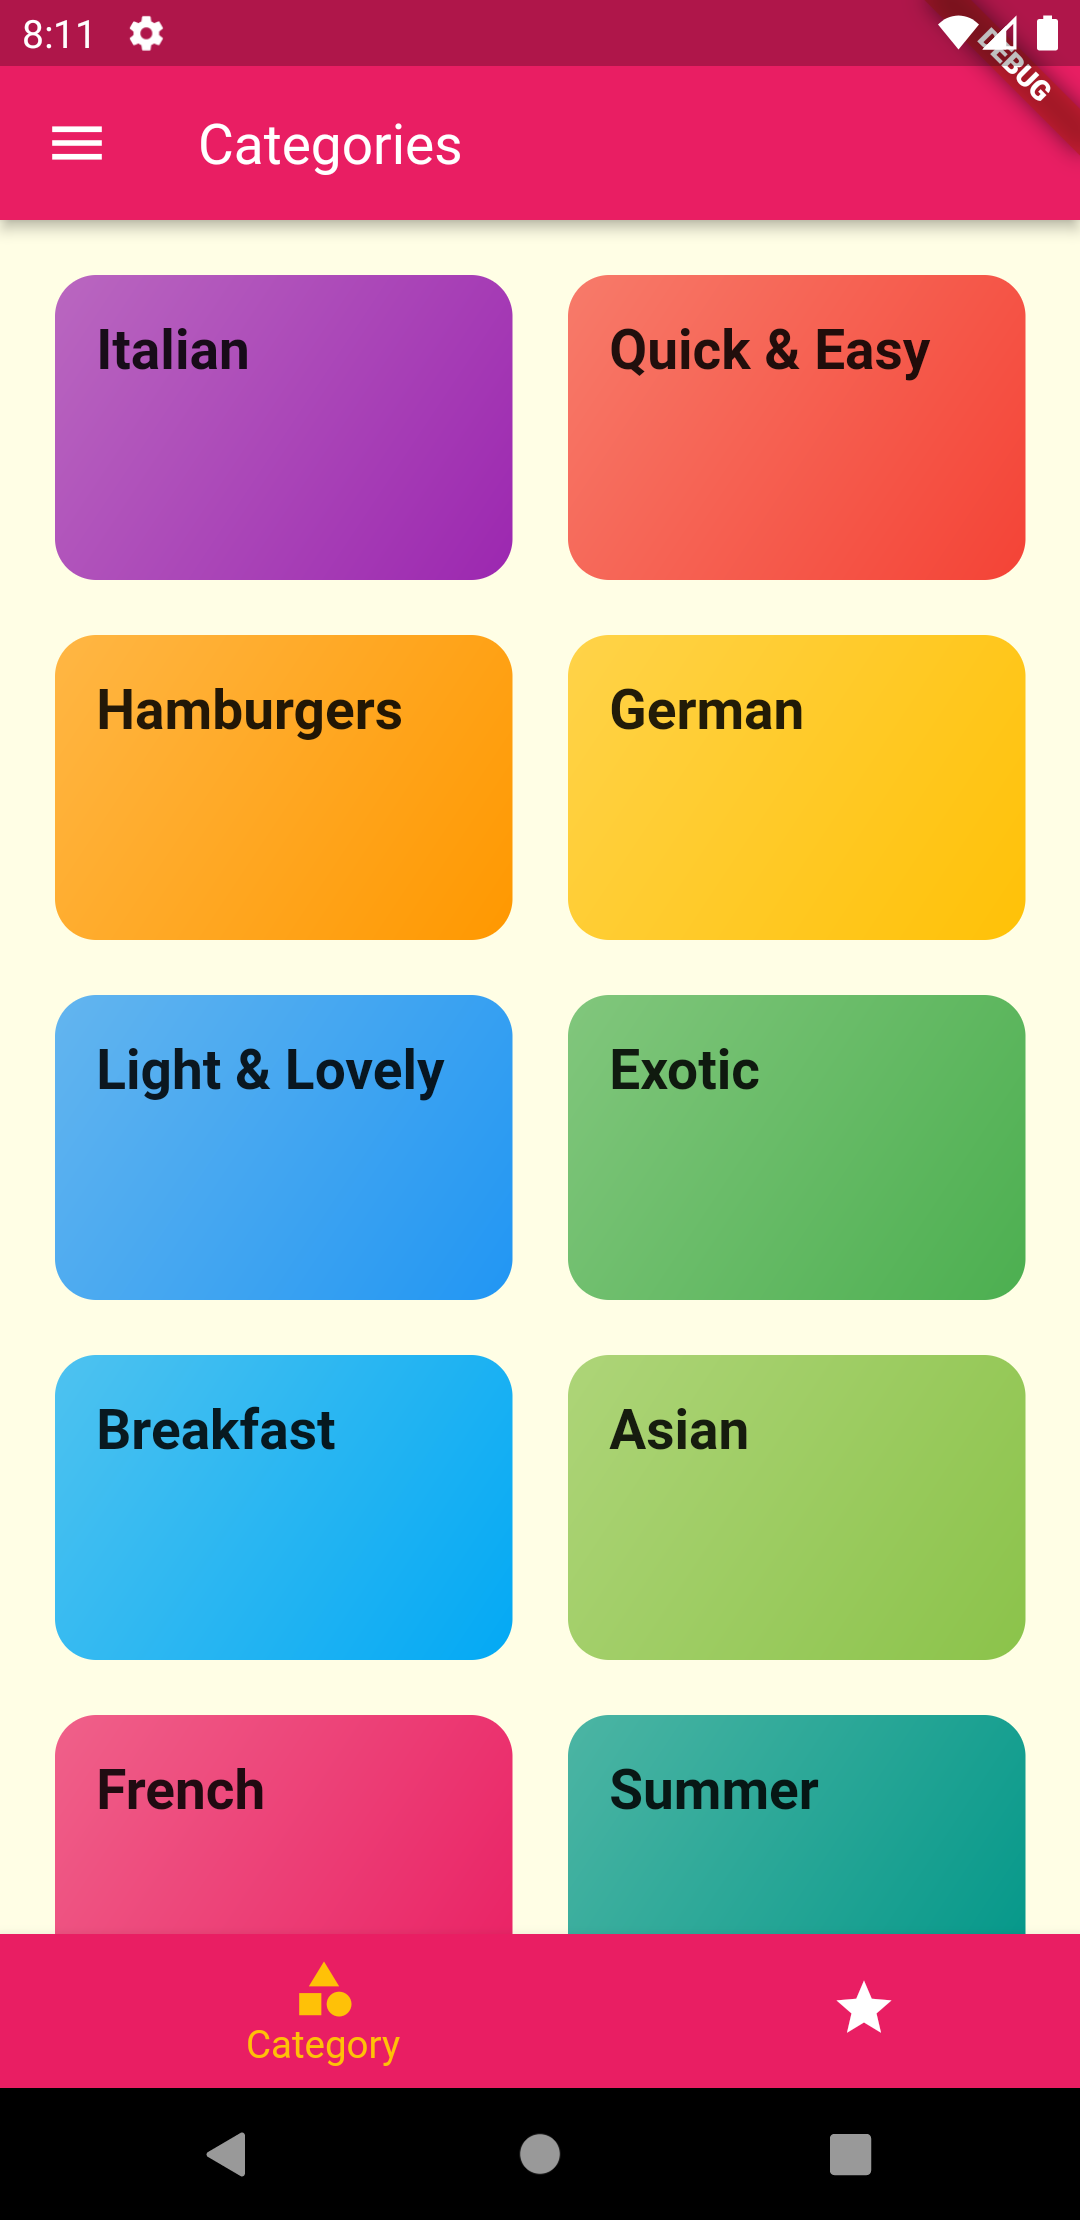 8:11
DEBUG
Categories
Italian
Quick & Easy
Hamburgers
German
Light & Lovely
Exotic
Breakfast
Asian
French
Summer
Category